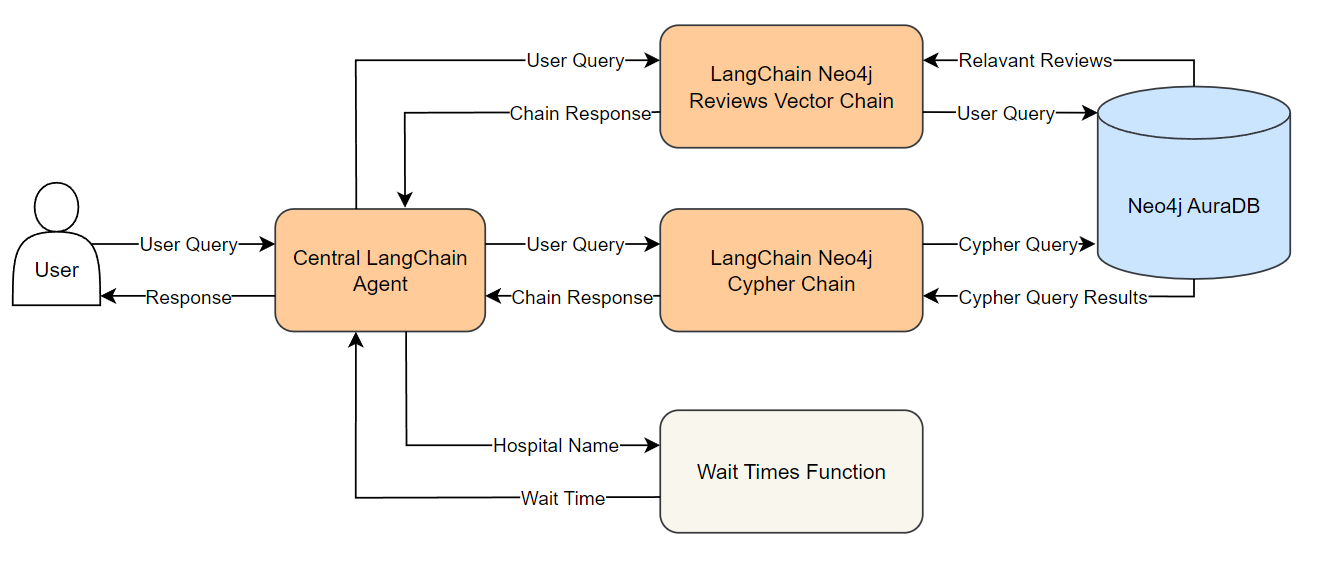 User Query
LangChain Neo4j
Reviews Vector Chain
Relavant Reviews
Chain Response
User Query
Neo4j AuraDB
User
User Query
Response
Central LangChain
Agent
User Query
Chain Response
LangChain Neo4j
Cypher Chain
Cypher Query
Cypher Query Results
Hospital Name
Wait Time
Wait Times Function